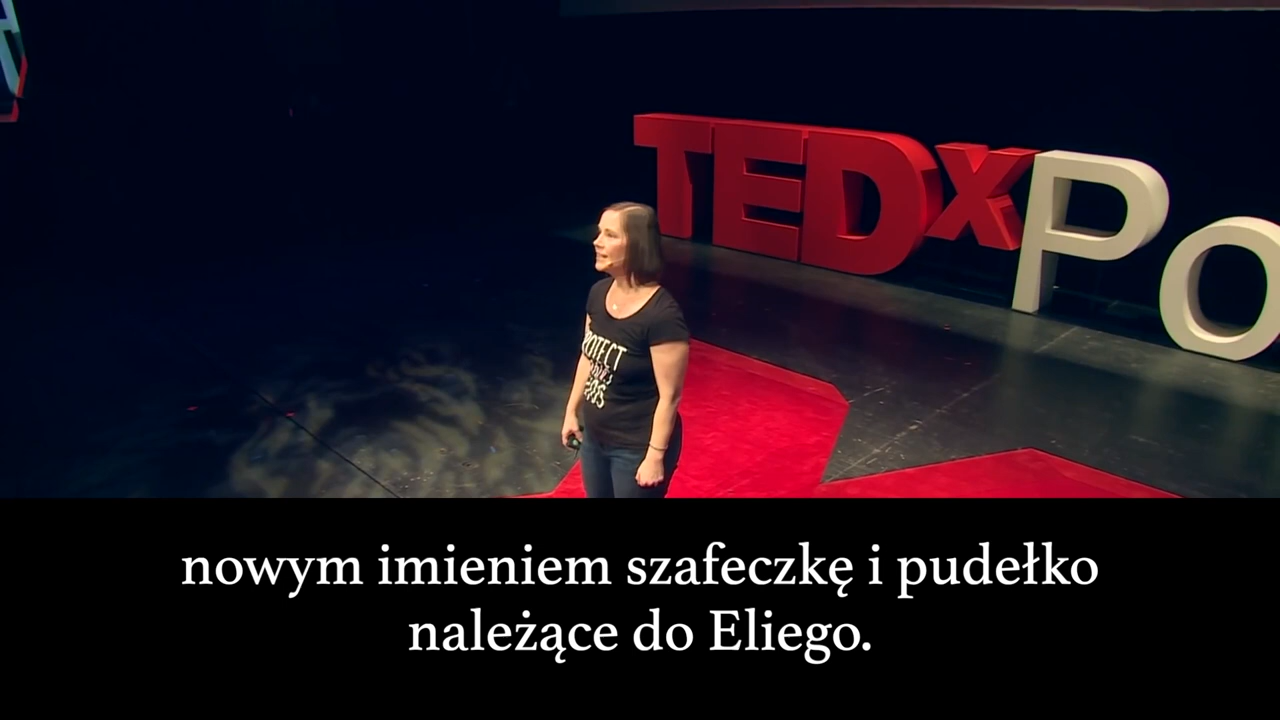 TEDxPo
PROTECT
nowym imieniem szafeczkę i pudełko
należące do Eliego.